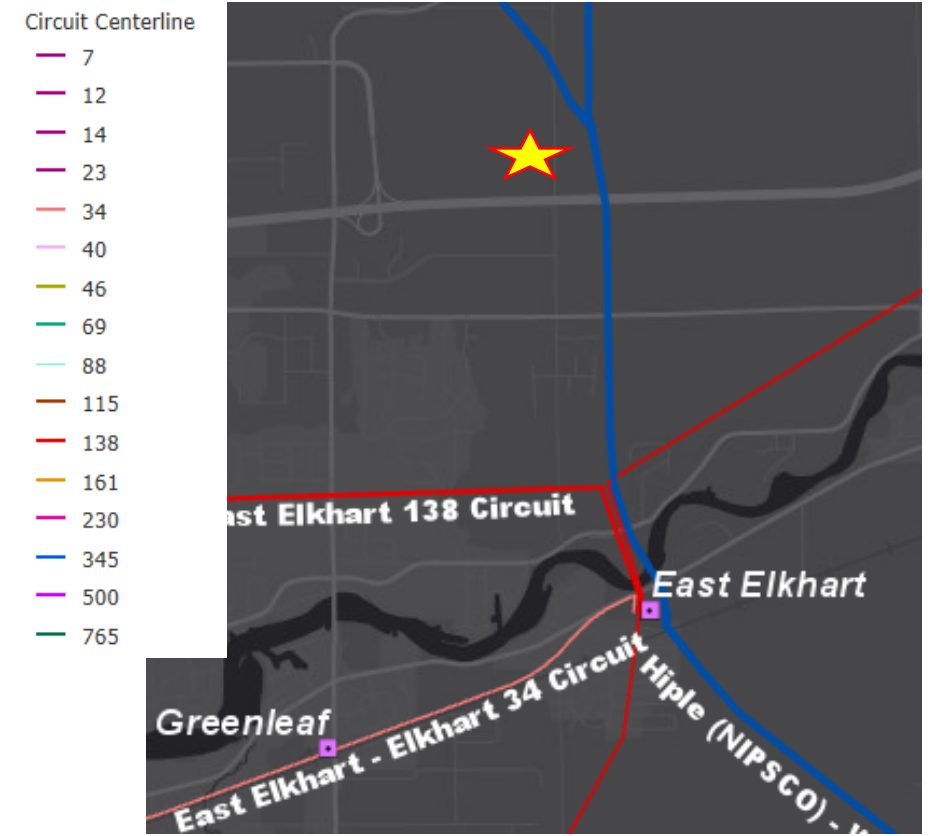 Circuit Centerline
7
12
14
23
34
40
46
69
88
115
138
161
230
345
500
765
East Elkhart 138 Circuit
East Elkhart
Greenleaf
East Elkhart - Elkhart 34 Circuit
Hiple (NIPSCO) -